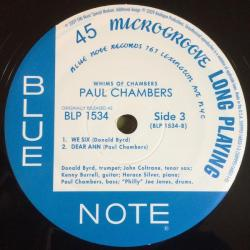 45 MICROGROOVE LONG PLAYING
BLUE NOTE RECORDS 767 LEXINGTON AVE NYC
WHIMS OF CHAMBERS
PAUL CHAMBERS
ORIGINALLY RELEASED AS
BLP 1534
Side 3
(BLP 1534-B)
1. WE SIX (Donald Byrd)
2. DEAR ANN (Paul Chambers)
Donald Byrd, trumpet; John Coltrane, tenor sax;
Kenny Burrell, guitar; Horace Silver, piano;
Paul Chambers, bass; "Philly" Joe Jones, drums.
BLUE
NOTE